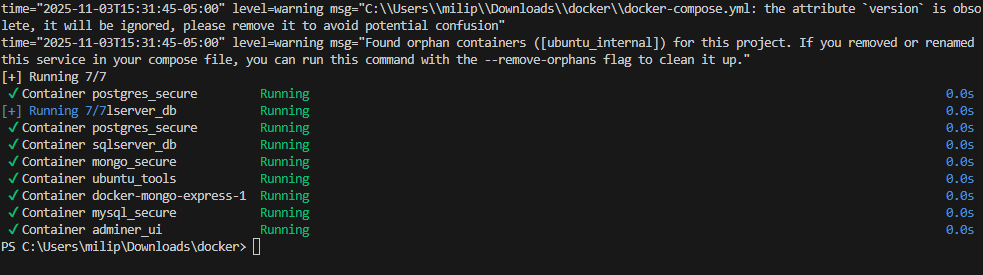 time="2025-11-03T15:31:45-05:00" level=warning msg="C:\\Users\\milip\\Downloads\\docker\\docker-compose.yml: the attribute `version` is obso
lete, it will be ignored, please remove it to avoid potential confusion"
time="2025-11-03T15:31:45-05:00" level=warning msg="Found orphan containers ([ubuntu_internal]) for this project. If you removed or renamed
this service in your compose file, you can run this command with the --remove-orphans flag to clean it up."
[+] Running 7/7
✓ Container postgres_secure Running 0.0s
[+] Running 7/7lserver_db Running 0.0s
✓ Container postgres_secure Running 0.0s
✓ Container sqlserver_db Running 0.0s
✓ Container mongo_secure Running 0.0s
✓ Container ubuntu_tools Running 0.0s
✓ Container docker-mongo-express-1 Running 0.0s
✓ Container mysql_secure Running 0.0s
✓ Container adminer_ui Running 0.0s
PS C:\Users\milip\Downloads\docker>